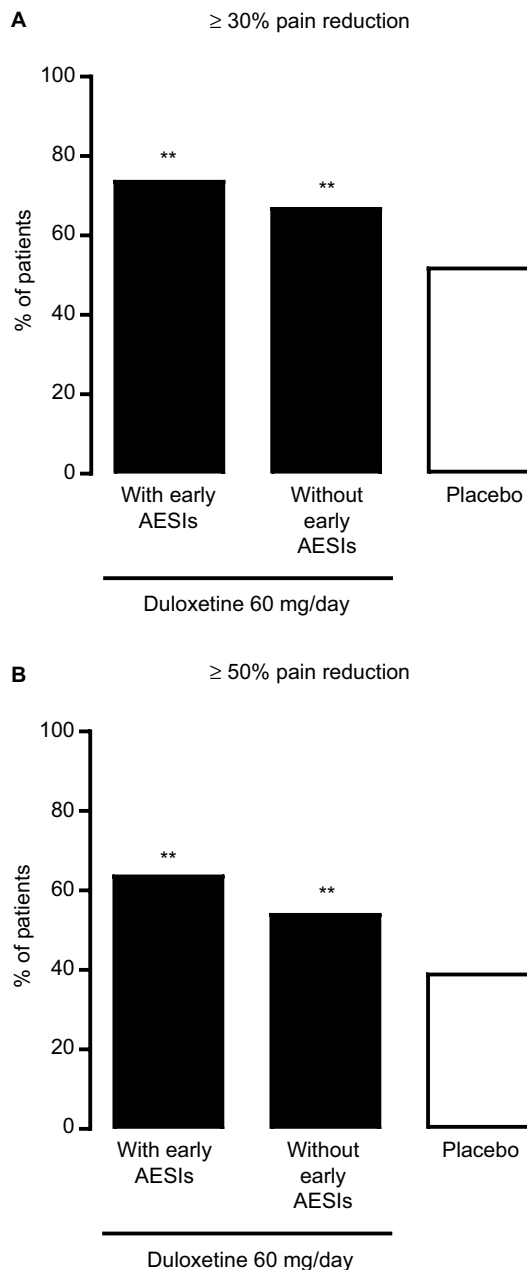 A
≥ 30% pain reduction
100
80
60
40
20
0
% of patients
**
**
With early
AESIs
Without
early
AESIs
Placebo
Duloxetine 60 mg/day
B
≥ 50% pain reduction
100
80
60
40
20
0
% of patients
**
**
With early
AESIs
Without
early
AESIs
Placebo
Duloxetine 60 mg/day